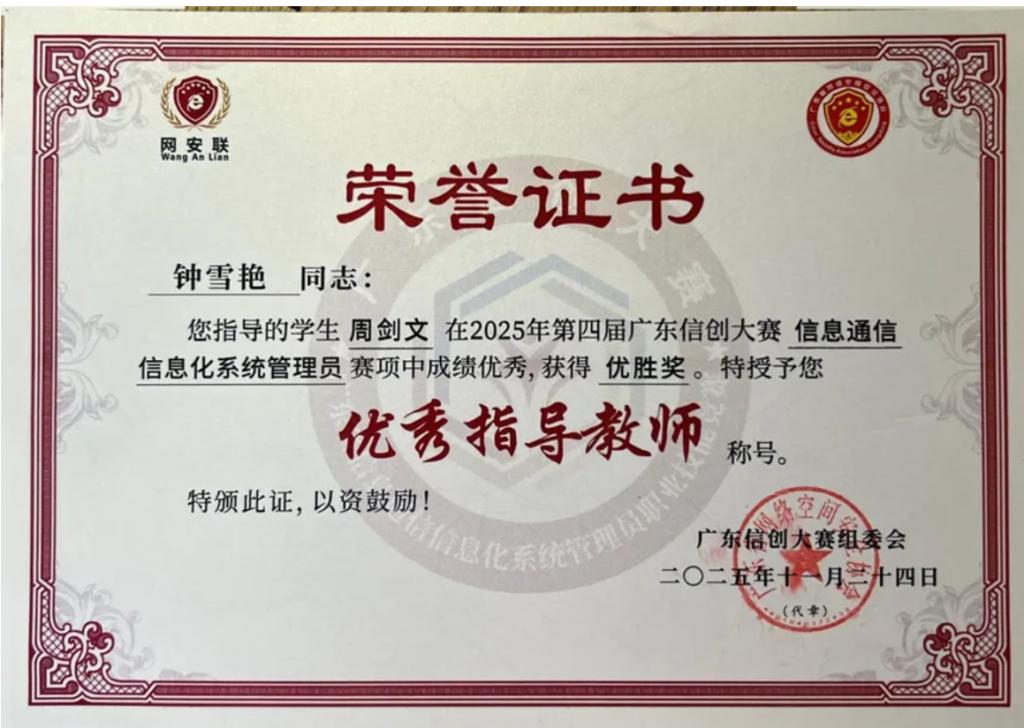 网安联
Wang An Lian
荣誉证书
钟雪艳 同志：
您指导的学生 周剑文 在2025年第四届广东信创大赛 信息通信
信息化系统管理员 赛项中成绩优秀，获得 优胜奖 。特授予您
优秀指导教师 称号。
特颁此证，以资鼓励！
广东信创大赛组委会
二〇二五年十一月二十四日
（代章）